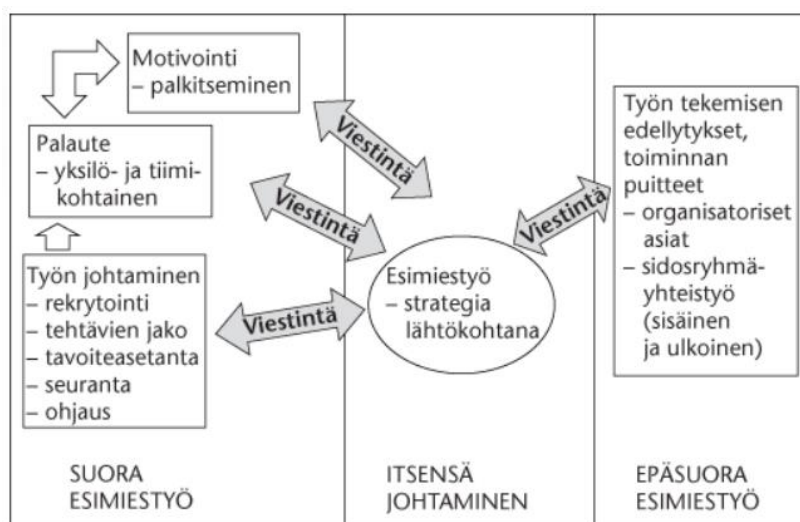 Motivointi
– palkitseminen
Palaute
– yksilö- ja tiimi-
kohtainen
Työn johtaminen
– rekrytointi
– tehtävien jako
– tavoiteasetanta
– seuranta
– ohjaus
Viestintä
Viestintä
Viestintä
Esimiestyö
– strategia
lähtökohtana
Viestintä
Työn tekemisen
edellytykset,
toiminnan
puitteet
– organisatoriset
asiat
– sidosryhmä-
yhteistyö
(sisäinen
ja ulkoinen)
SUORA
ESIMIESTYÖ
ITSENSÄ
JOHTAMINEN
EPÄSUORA
ESIMIESTYÖ